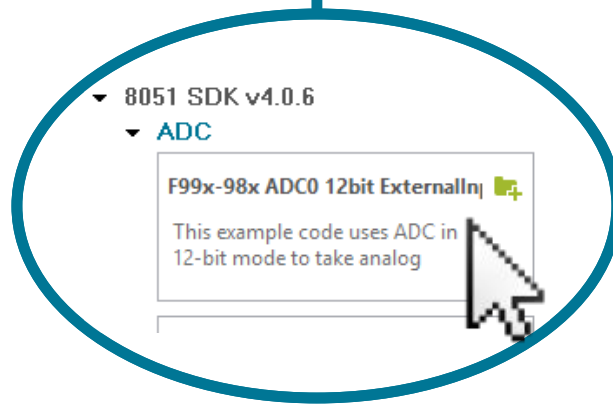 8051 SDK v4.0.6
ADC
F99x-98x ADC0 12bit ExternalInp
This example code uses ADC in
12-bit mode to take analog